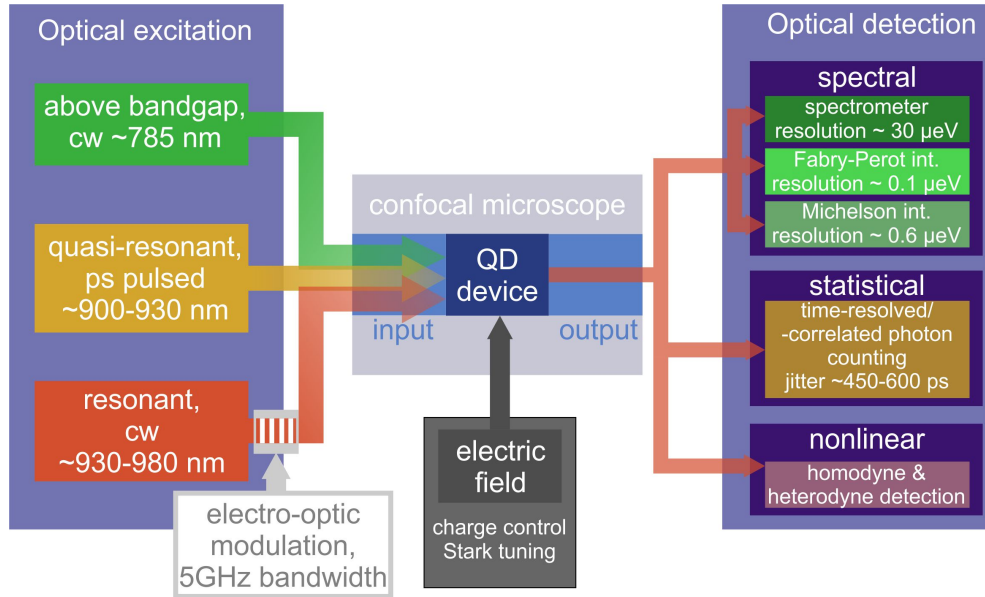 Optical excitation
above bandgap,
cw ~785 nm
quasi-resonant,
ps pulsed
~900-930 nm
resonant,
cw
~930-980 nm
electro-optic
modulation,
5GHz bandwidth
confocal microscope
QD
device
input
output
electric
field
charge control
Stark tuning
Optical detection
spectral
spectrometer
resolution ~ 30 µeV
Fabry-Perot int.
resolution ~ 0.1 µeV
Michelson int.
resolution ~ 0.6 µeV
statistical
time-resolved/
-correlated photon
counting
jitter ~450-600 ps
nonlinear
homodyne &
heterodyne detection